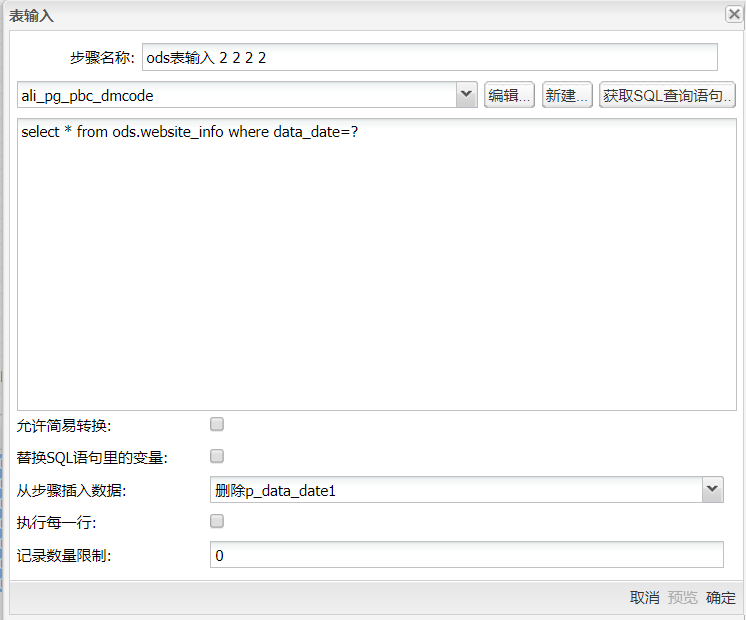 表输入
步骤名称: ods表输入 2 2 2 2
ali_pg_pbc_dmcode 编辑... 新建... 获取SQL查询语句..
select * from ods.website_info where data_date=?
允许简易转换:
替换SQL语句里的变量:
从步骤插入数据: 删除p_data_date1
执行每一行:
记录数量限制: 0
取消 预览 确定